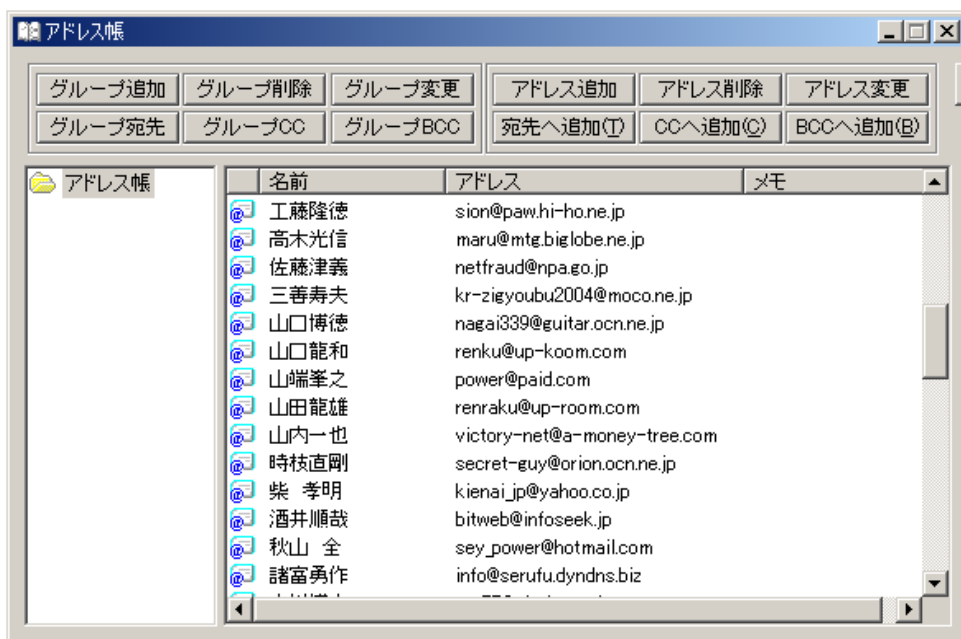 アドレス帳
グループ追加 グループ削除 グループ変更 アドレス追加 アドレス削除 アドレス変更
グループ宛先 グループCC グループBCC 宛先へ追加(T) CCへ追加(C) BCCへ追加(B)
アドレス帳
名前 アドレス メモ
工藤隆徳 sion@paw.hi-ho.ne.jp
高木光信 maru@mtg.biglobe.ne.jp
佐藤津義 netfraud@npa.go.jp
三善寿夫 kr-zigyoubu2004@moco.ne.jp
山口博徳 nagai339@guitar.ocn.ne.jp
山口龍和 renku@up-koom.com
山端峯之 power@paid.com
山田龍雄 renraku@up-room.com
山内一也 victory-net@a-money-tree.com
時枝直剛 secret-guy@orion.ocn.ne.jp
柴 孝明 kienai_jp@yahoo.co.jp
酒井順哉 bitweb@infoseek.jp
秋山 全 sey_power@hotmail.com
諸富勇作 info@serufu.dyndns.biz